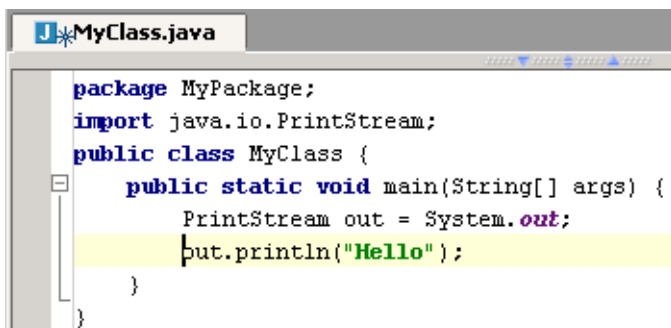 MyClass.java
package MyPackage;
import java.io.PrintStream;
public class MyClass {
    public static void main(String[] args) {
        PrintStream out = System.out;
        out.println("Hello");
    }
}